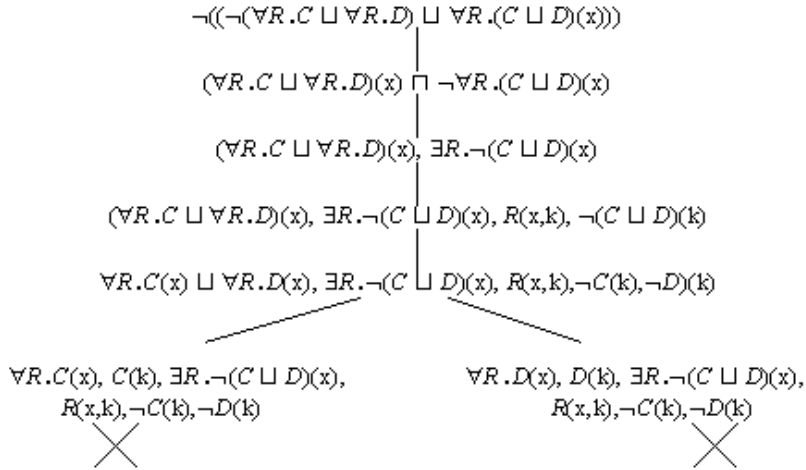 ¬((¬(∀R.C ⊔ ∀R.D) ⊔ ∀R.(C ⊔ D)(x)))
(∀R.C ⊔ ∀R.D)(x) ⊓ ¬∀R.(C ⊔ D)(x)
(∀R.C ⊔ ∀R.D)(x), ∃R.¬(C ⊔ D)(x)
(∀R.C ⊔ ∀R.D)(x), ∃R.¬(C ⊔ D)(x), R(x,k), ¬(C ⊔ D)(k)
∀R.C(x) ⊔ ∀R.D(x), ∃R.¬(C ⊔ D)(x), R(x,k),¬C(k),¬D)(k)
∀R.C(x), C(k), ∃R.¬(C ⊔ D)(x),
R(x,k),¬C(k),¬D(k)
∀R.D(x), D(k), ∃R.¬(C ⊔ D)(x),
R(x,k),¬C(k),¬D(k)